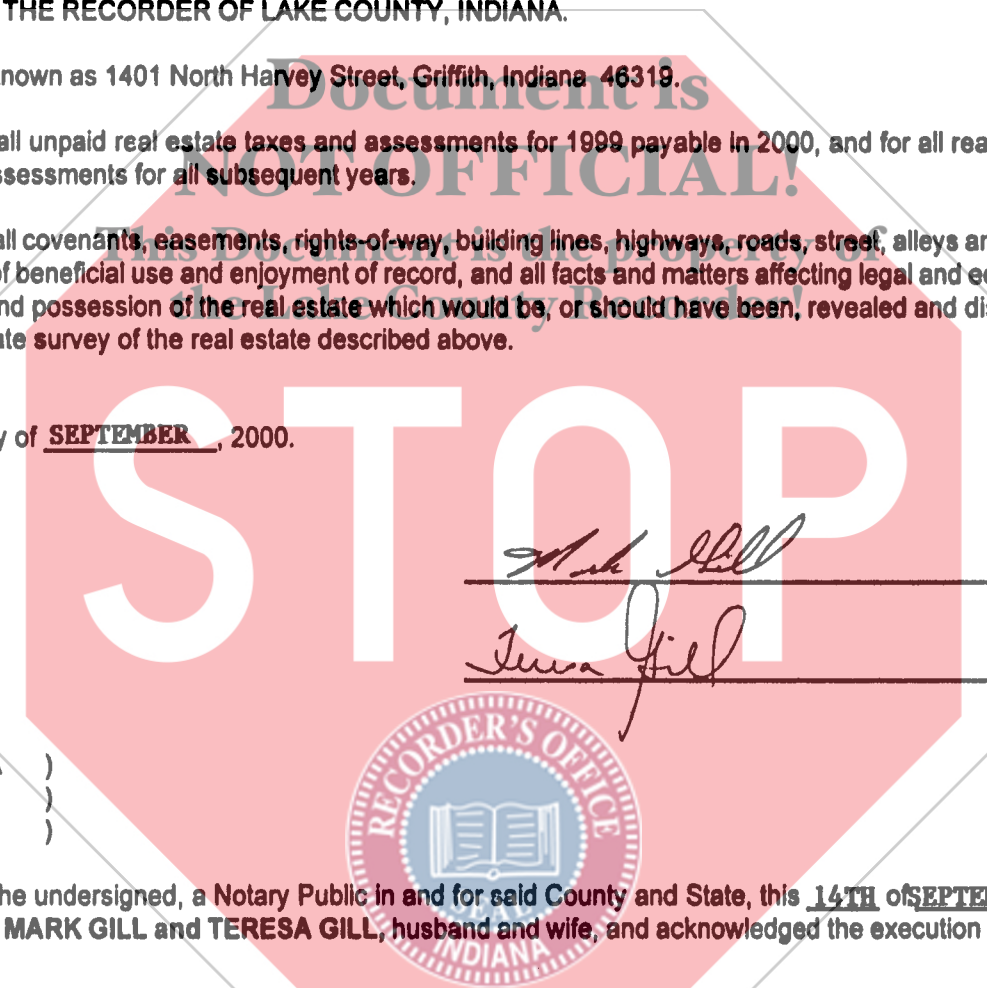 THE RECORDER OF LAKE COUNTY, INDIANA.
nown as 1401 North Harvey Street, Griffith, Indiana 46319.
Document is
all unpaid real estate taxes and assessments for 1999 payable in 2000, and for all rea
NOT OFFICIAL!
ssessments for all subsequent years.
all covenants, easements, rights-of-way, building lines, highways, roads, street, alleys an
This Document is the property of
f beneficial use and enjoyment of record, and all facts and matters affecting legal and e
the Lake County Recorder!
nd possession of the real estate which would be, or should have been, revealed and di
te survey of the real estate described above.
y of SEPTEMBER, 2000.
STOP
Mark Gill
Teresa Gill
)
)
)
RECORDER'S OFFICE
he undersigned, a Notary Public in and for said County and State, this 14TH of SEPTE
SEAL
MARK GILL and TERESA GILL, husband and wife, and acknowledged the execution
INDIANA